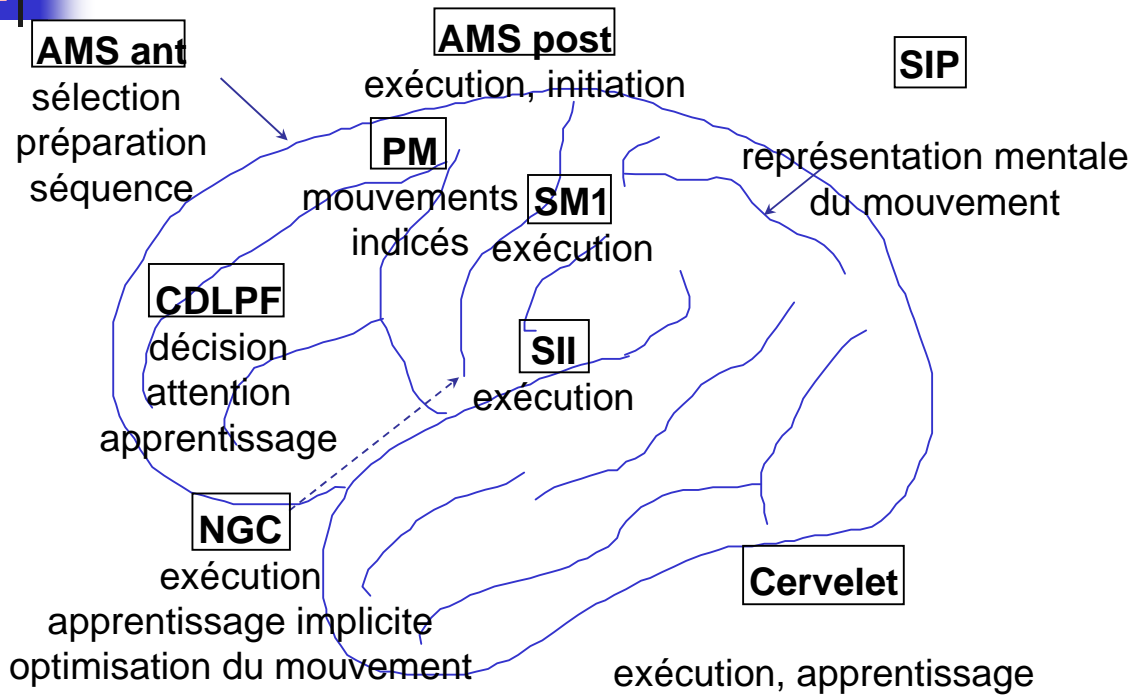 AMS ant
sélection
préparation
séquence
AMS post
exécution, initiation
SIP
représentation mentale
du mouvement
PM
mouvements
indicés
SM1
exécution
CDLPF
décision
attention
apprentissage
SII
exécution
NGC
exécution
apprentissage implicite
optimisation du mouvement
Cervelet
exécution, apprentissage